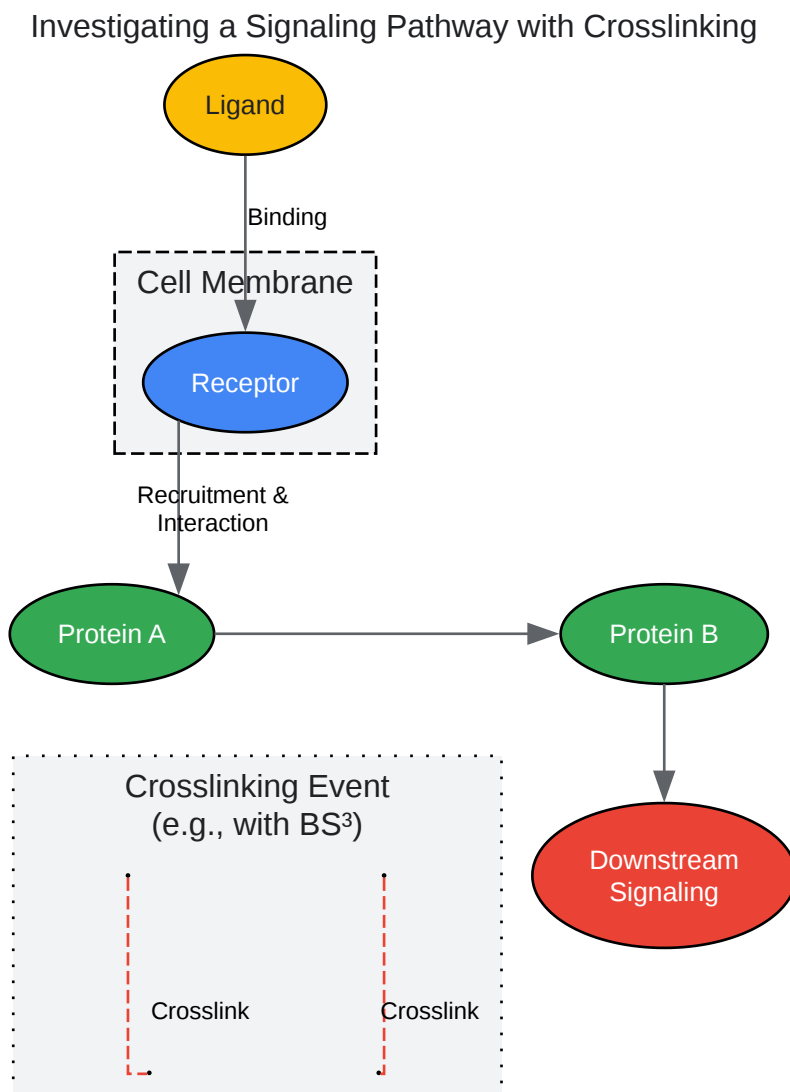 Investigating a Signaling Pathway with Crosslinking
Ligand
Binding
Cell Membrane
Receptor
Recruitment &
Interaction
Protein A
Protein B
Crosslinking Event
(e.g., with BS³)
Downstream
Signaling
Crosslink
Crosslink